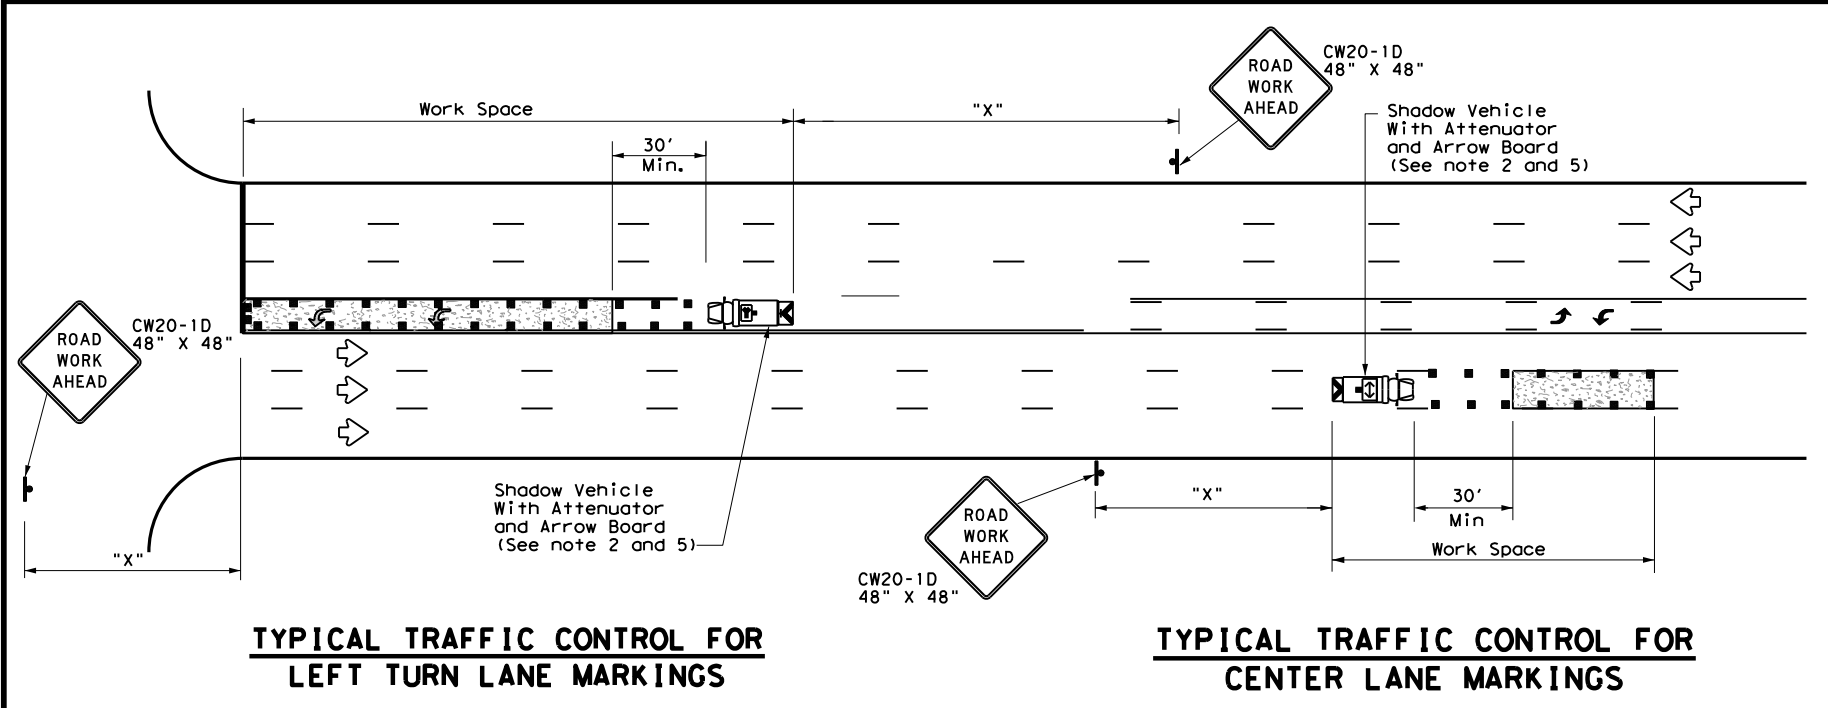 CW20-1D
48" X 48"
ROAD
WORK
AHEAD
Work Space
"X"
30'
Min.
Shadow Vehicle
With Attenuator
and Arrow Board
(See note 2 and 5)
ROAD
WORK
AHEAD
CW20-1D
48" X 48"
Shadow Vehicle
With Attenuator
and Arrow Board
(See note 2 and 5)
"X"
ROAD
WORK
AHEAD
CW20-1D
48" X 48"
"X"
30'
Min
Work Space
TYPICAL TRAFFIC CONTROL FOR
LEFT TURN LANE MARKINGS
TYPICAL TRAFFIC CONTROL FOR
CENTER LANE MARKINGS